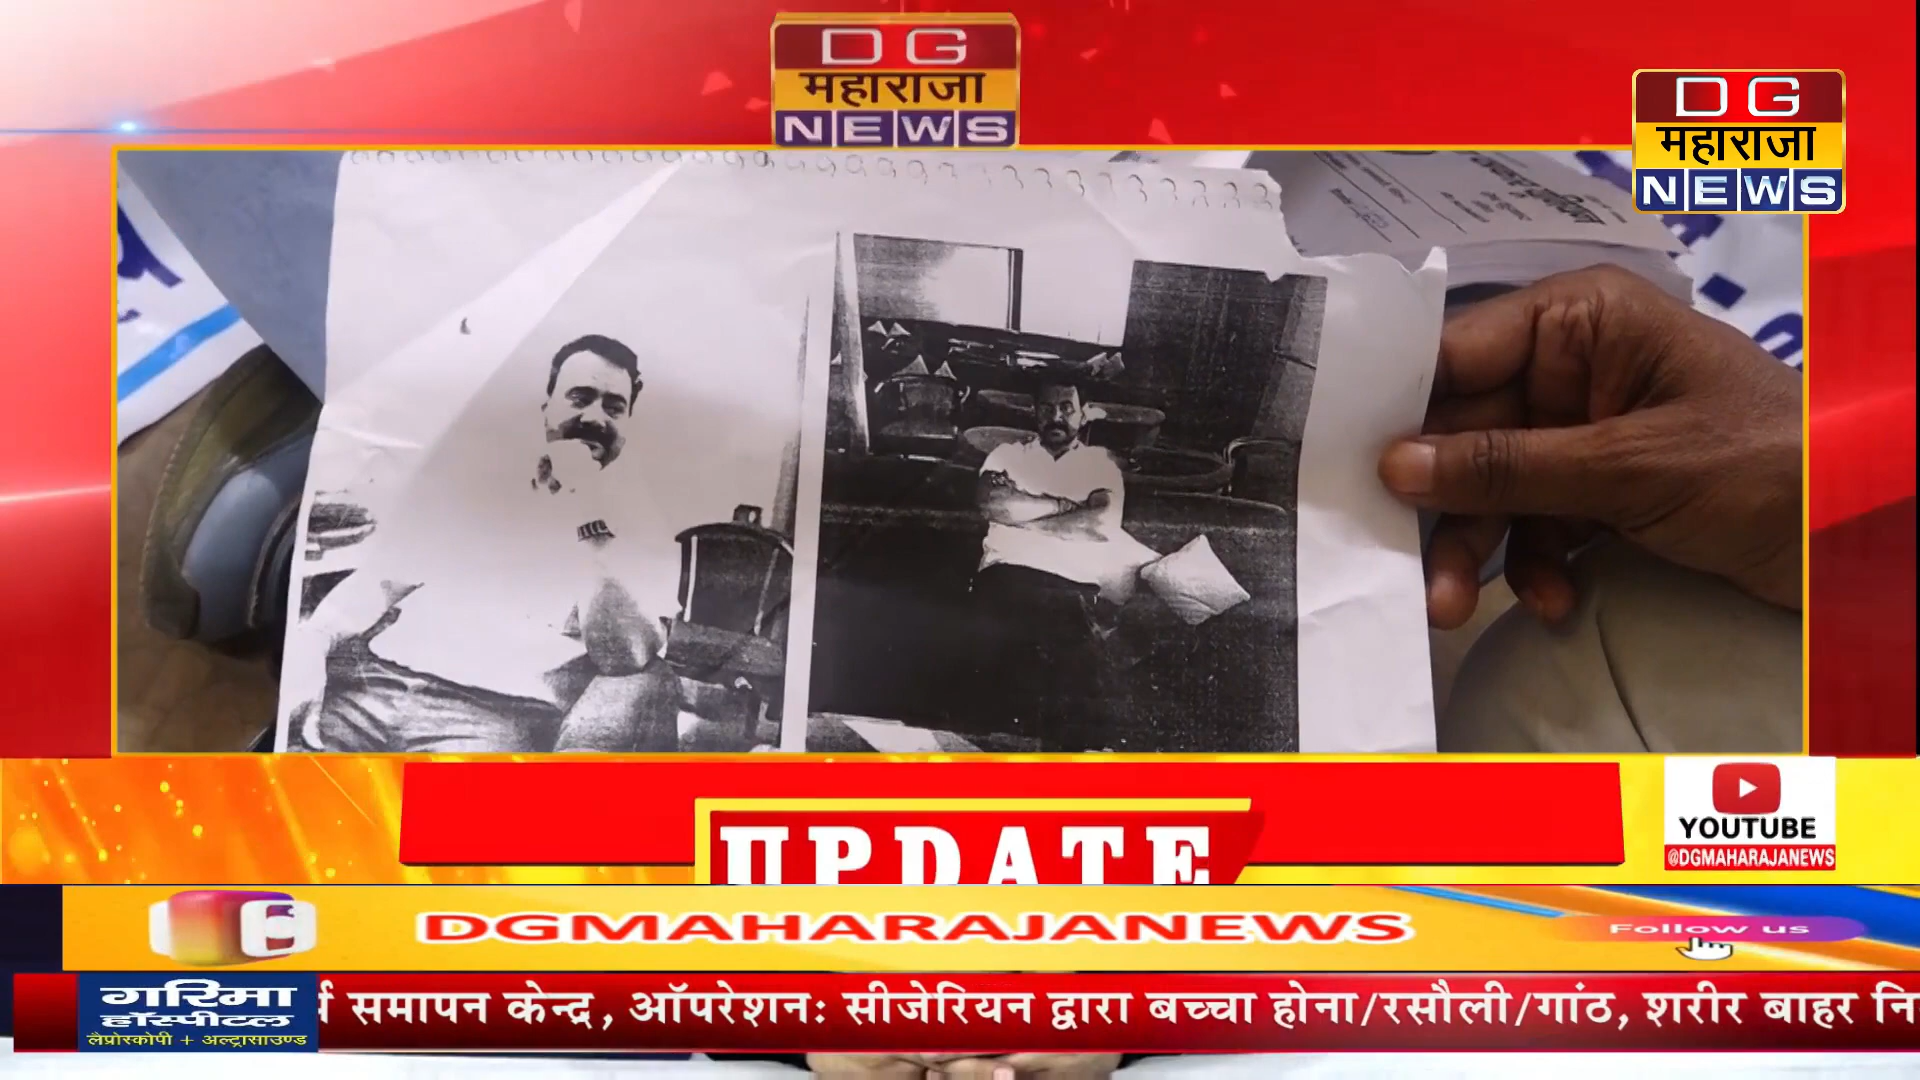 DG
महाराजा
NEWS
DG
महाराजा
NEWS
UPDATE
YOUTUBE
@DGMAHARAJANEWS
DGMAHARAJANEWS
Follow us
गरिमा
हॉस्पीटल
लैप्रोस्कोपी + अल्ट्रासाउण्ड
समापन केन्द्र, ऑपरेशनः सीजेरियन द्वारा बच्चा होना/रसौली/गांठ, शरीर बाहर नि